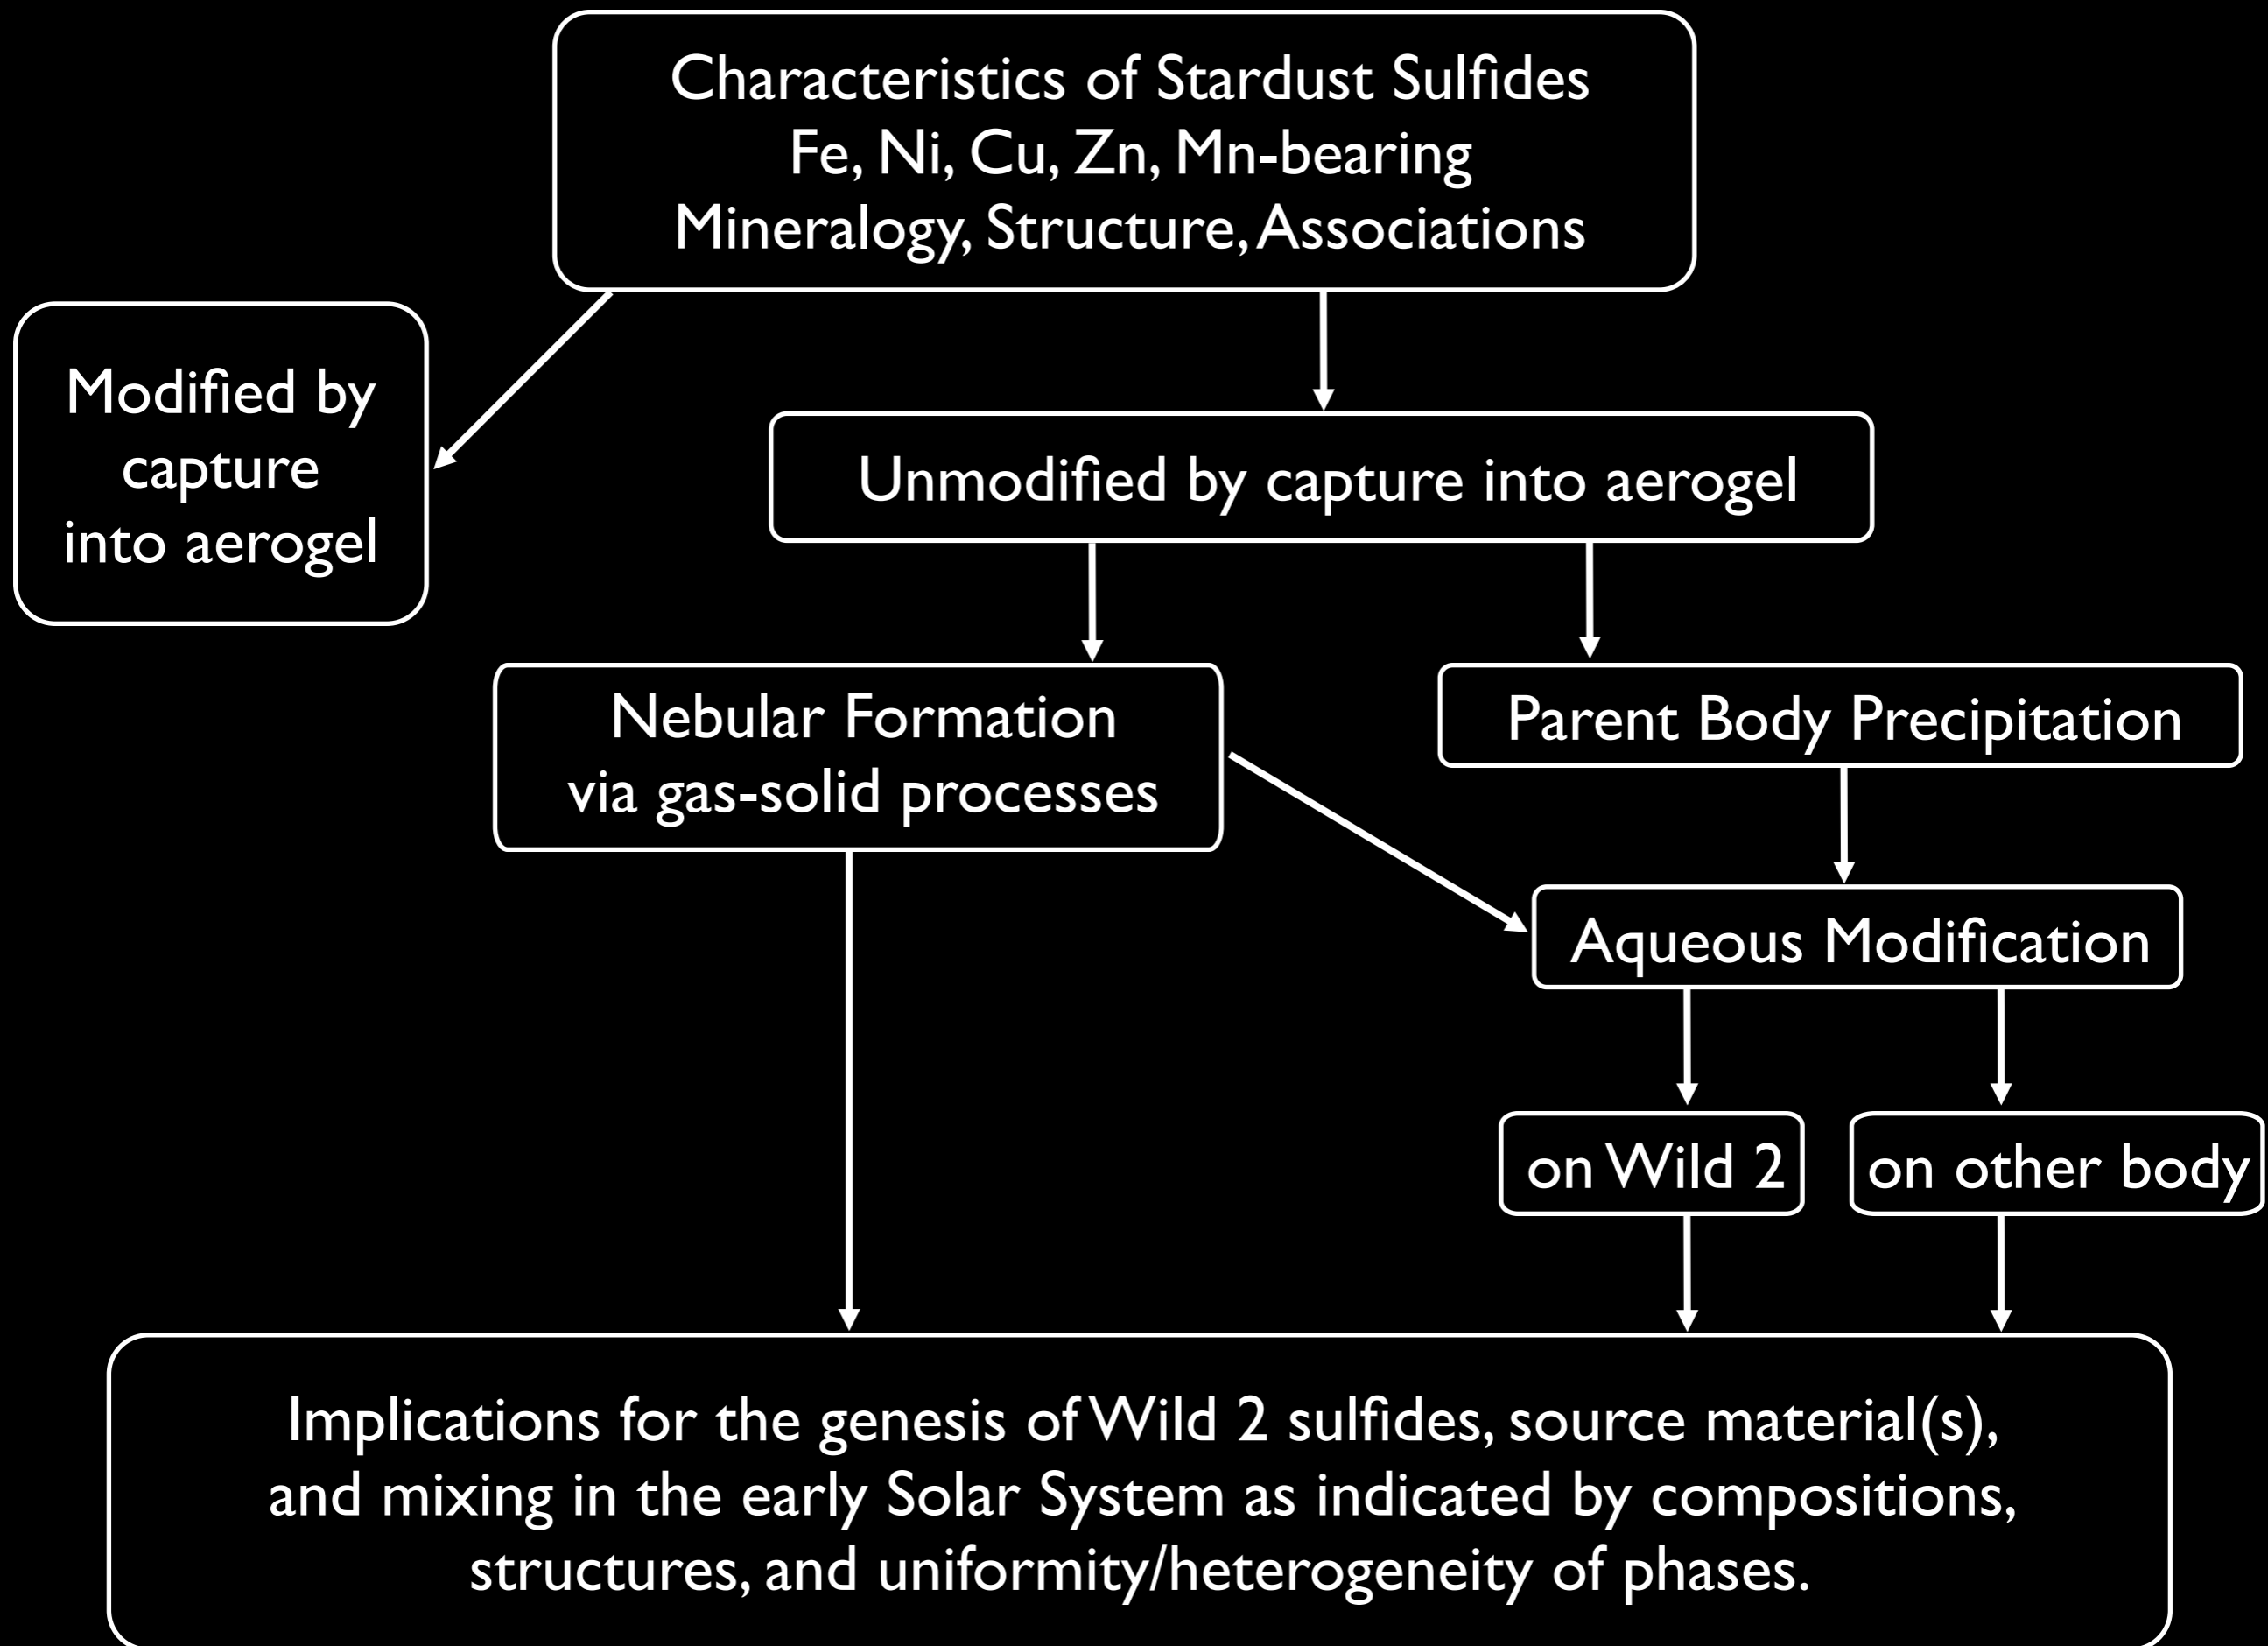 Characteristics of Stardust Sulfides
Fe, Ni, Cu, Zn, Mn-bearing
Mineralogy, Structure, Associations
Modified by
capture
into aerogel
Unmodified by capture into aerogel
Nebular Formation
via gas-solid processes
Parent Body Precipitation
Aqueous Modification
on Wild 2
on other body
Implications for the genesis of Wild 2 sulfides, source material(s),
and mixing in the early Solar System as indicated by compositions,
structures, and uniformity/heterogeneity of phases.